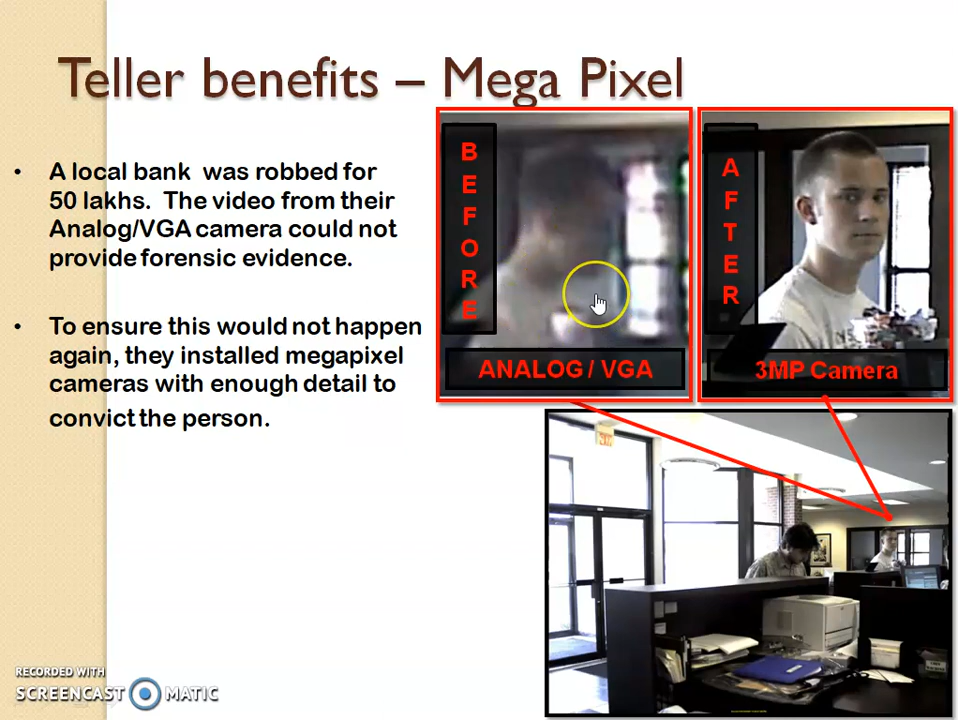 Teller benefits – Mega Pixel
• A local bank was robbed for
50 lakhs. The video from their
Analog/VGA camera could not
provide forensic evidence.
• To ensure this would not happen
again, they installed megapixel
cameras with enough detail to
convict the person.
BEFORE
ANALOG / VGA
AFTER
3MP Camera
RECORDED WITH
SCREENCAST MATIC